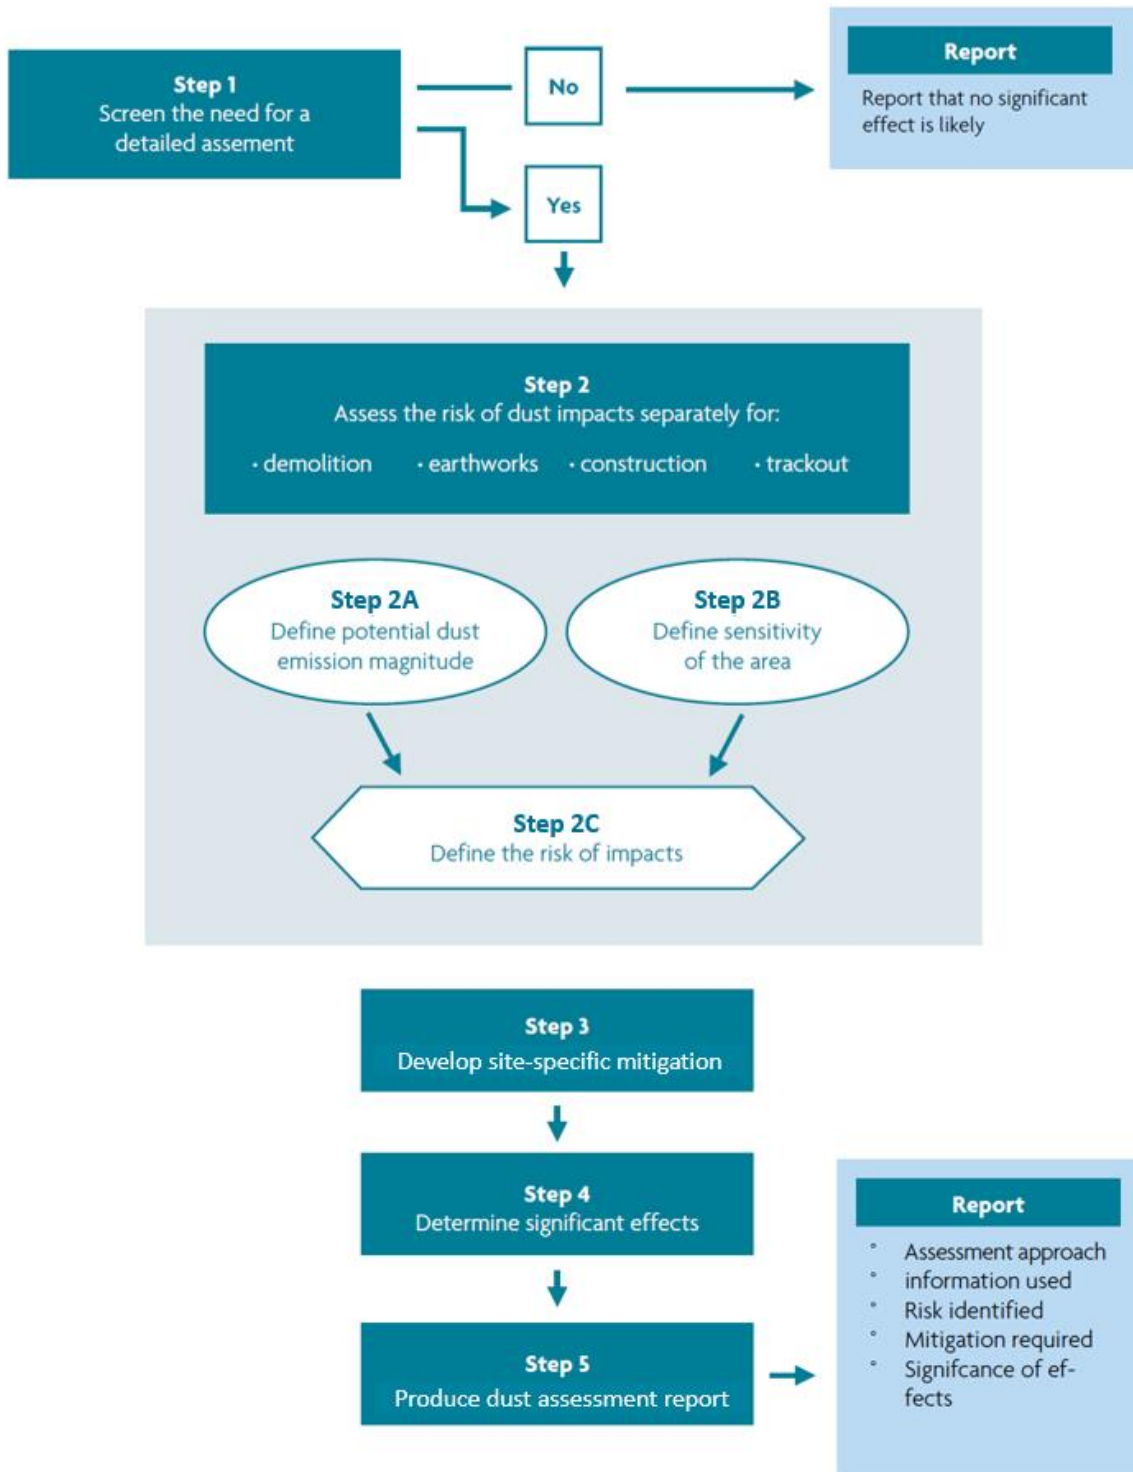 Step 1
Screen the need for a
detailed assement
No
Yes
Report
Report that no significant
effect is likely
Step 2
Assess the risk of dust impacts separately for:
· demolition · earthworks · construction · trackout
Step 2A
Define potential dust
emission magnitude
Step 2B
Define sensitivity
of the area
Step 2C
Define the risk of impacts
Step 3
Develop site-specific mitigation
Step 4
Determine significant effects
Step 5
Produce dust assessment report
Report
° Assessment approach
° information used
° Risk identified
° Mitigation required
° Signifcance of ef-
fects